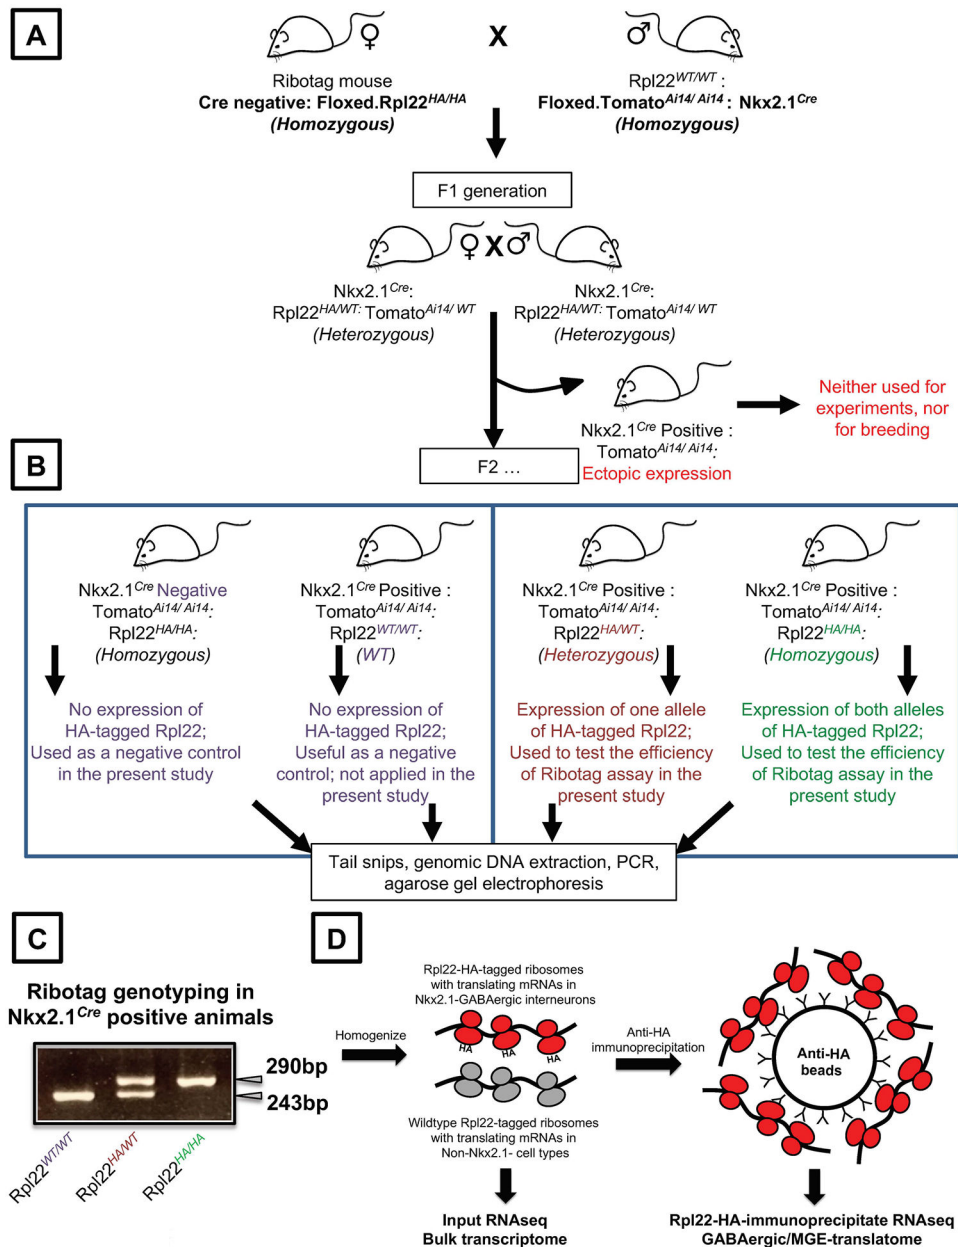 A
♀ X ♂
Ribotag mouse
Cre negative: Floxed.Rpl22HA/HA
(Homozygous)
Rpl22WT/WT :
Floxed.TomatoAi14/ Ai14 : Nkx2.1Cre
(Homozygous)
F1 generation
♀X♂
Nkx2.1Cre:
Rpl22HA/WT: TomatoAi14/ WT
(Heterozygous)
Nkx2.1Cre:
Rpl22HA/WT: TomatoAi14/ WT
(Heterozygous)
Nkx2.1Cre Positive :
TomatoAi14/ Ai14:
Ectopic expression
Neither used for
experiments, nor
for breeding
F2 ...
B
Nkx2.1Cre Negative
TomatoAi14/ Ai14:
Rpl22HA/HA:
(Homozygous)
No expression of
HA-tagged Rpl22;
Used as a negative control
in the present study
Nkx2.1Cre Positive :
TomatoAi14/ Ai14:
Rpl22WT/WT:
(WT)
No expression of
HA-tagged Rpl22;
Useful as a negative
control; not applied in the
present study
Nkx2.1Cre Positive :
TomatoAi14/ Ai14:
Rpl22HA/WT:
(Heterozygous)
Expression of one allele
of HA-tagged Rpl22;
Used to test the efficiency
of Ribotag assay in the
present study
Nkx2.1Cre Positive :
TomatoAi14/ Ai14:
Rpl22HA/HA:
(Homozygous)
Expression of both alleles
of HA-tagged Rpl22;
Used to test the efficiency
of Ribotag assay in the
present study
Tail snips, genomic DNA extraction, PCR,
agarose gel electrophoresis
C
Ribotag genotyping in
Nkx2.1Cre positive animals
290bp
243bp
Rpl22WT/WT
Rpl22HA/WT
Rpl22HA/HA
D
Homogenize
Rpl22-HA-tagged ribosomes
with translating mRNAs in
Nkx2.1-GABAergic interneurons
HA HA HA
Wildtype Rpl22-tagged ribosomes
with translating mRNAs in
Non-Nkx2.1- cell types
Input RNAseq
Bulk transcriptome
Anti-HA
immunoprecipitation
Anti-HA
beads
Rpl22-HA-immunoprecipitate RNAseq
GABAergic/MGE-translatome